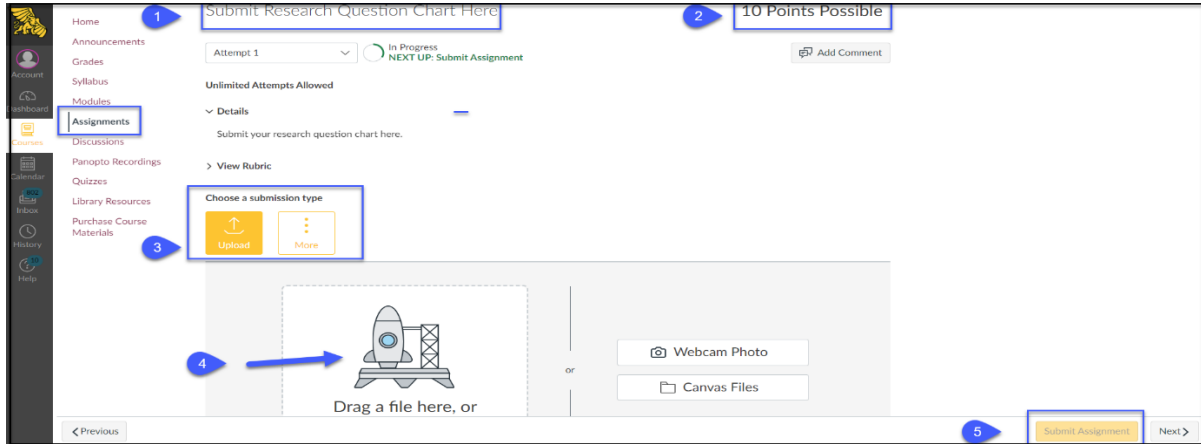 Account
Dashboard
Courses
Calendar
Inbox
History
Help
Home
Announcements
Grades
Syllabus
Modules
Assignments
Discussions
Panopto Recordings
Quizzes
Library Resources
Purchase Course
Materials
1
Submit Research Question Chart Here
2
10 Points Possible
Attempt 1
In Progress
NEXT UP: Submit Assignment
Add Comment
Unlimited Attempts Allowed
Details
Submit your research question chart here.
View Rubric
Choose a submission type
3
Upload
More
4
Drag a file here, or
or
Webcam Photo
Canvas Files
Previous
5
Submit Assignment
Next